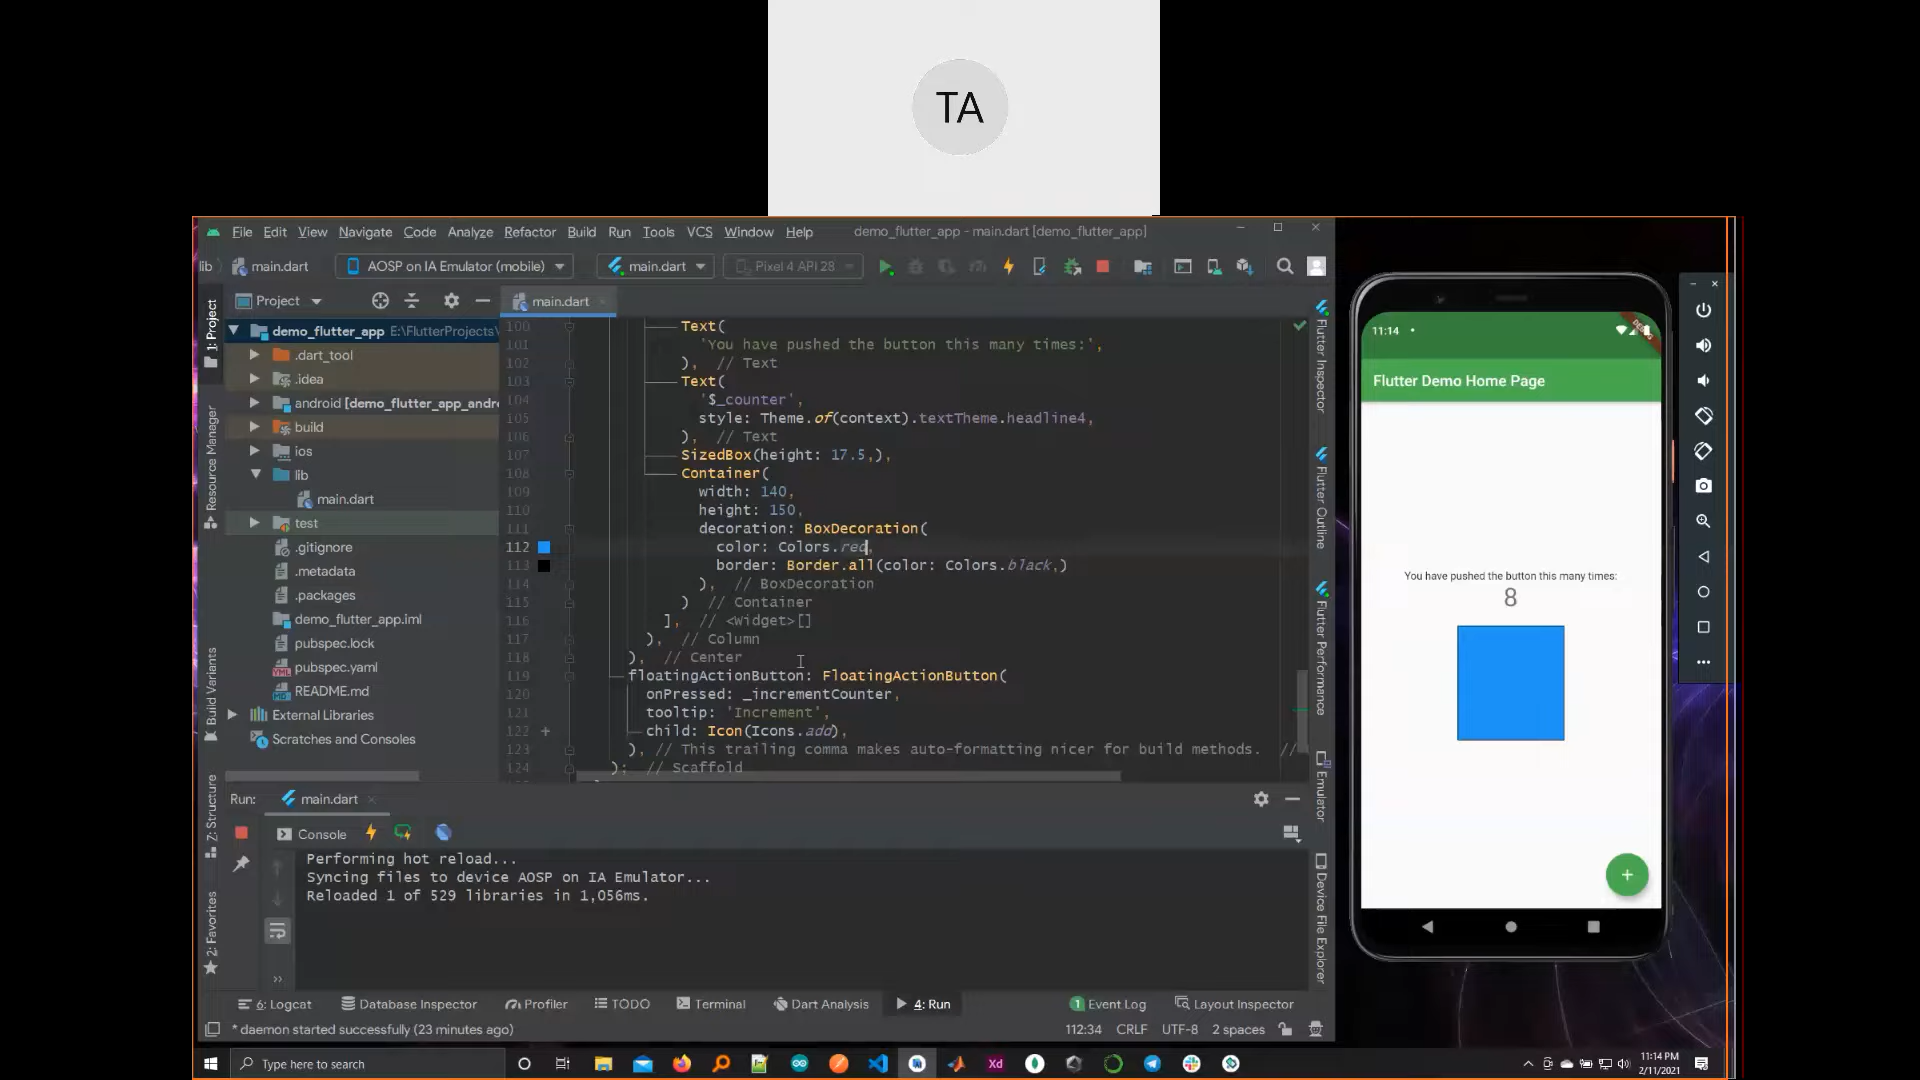 TA
File Edit View Navigate Code Analyze Refactor Build Run Tools VCS Window Help demo_flutter_app - main.dart [demo_flutter_app]
lib main.dart AOSP on IA Emulator (mobile) main.dart Pixel 4 API 28
Project
main.dart
1: Project
Resource Manager
Build Variants
Z: Structure
2: Favorites
demo_flutter_app E:\FlutterProjects\
.dart_tool
.idea
android [demo_flutter_app_andro
build
ios
lib
main.dart
test
.gitignore
.metadata
.packages
demo_flutter_app.iml
pubspec.lock
pubspec.yaml
README.md
External Libraries
Scratches and Consoles
100 Text(
101 'You have pushed the button this many times:',
102 ), // Text
103 Text(
104 '$_counter',
105 style: Theme.of(context).textTheme.headline4,
106 ), // Text
107 SizedBox(height: 17.5,),
108 Container(
109 width: 140,
110 height: 150,
111 decoration: BoxDecoration(
112 color: Colors.red,
113 border: Border.all(color: Colors.black,)
114 ), // BoxDecoration
115 ) // Container
116 ], // <Widget>[]
117 ), // Column
118 ), // Center
119 floatingActionButton: FloatingActionButton(
120 onPressed: _incrementCounter,
121 tooltip: 'Increment',
122 child: Icon(Icons.add),
123 ), // This trailing comma makes auto-formatting nicer for build methods. //
124 ); // Scaffold
Flutter Inspector
Flutter Outline
Flutter Performance
Emulator
Device File Explorer
Run: main.dart
Console
Performing hot reload...
Syncing files to device AOSP on IA Emulator...
Reloaded 1 of 529 libraries in 1,056ms.
6: Logcat Database Inspector Profiler TODO Terminal Dart Analysis 4: Run 1 Event Log Layout Inspector
* daemon started successfully (23 minutes ago) 112:34 CRLF UTF-8 2 spaces
11:14
Flutter Demo Home Page
You have pushed the button this many times:
8
Type here to search
Xd
11:14 PM
2/11/2021